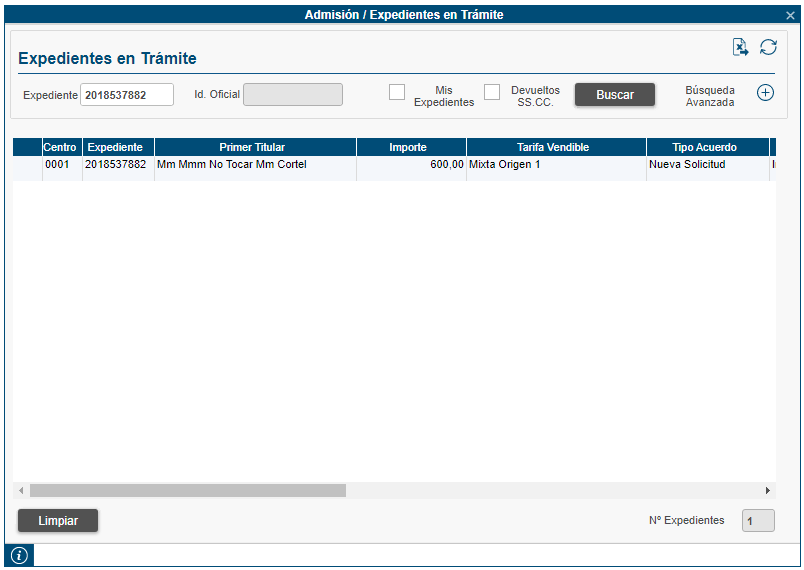 Admisión / Expedientes en Trámite
Expedientes en Trámite
Expediente 2018537882 Id. Oficial Mis Expedientes Devueltos SS.CC. Buscar Búsqueda Avanzada
Centro Expediente Primer Titular Importe Tarifa Vendible Tipo Acuerdo
0001 2018537882 Mm Mmm No Tocar Mm Cortel 600,00 Mixta Origen 1 Nueva Solicitud
Limpiar Nº Expedientes 1